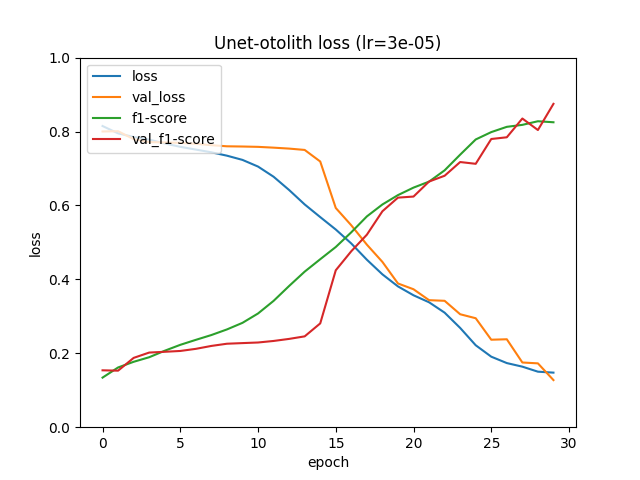 Unet-otolith loss (lr=3e-05)
loss
val_loss
f1-score
val_f1-score
1.0
0.8
0.6
0.4
0.2
0.0
loss
0 5 10 15 20 25 30
epoch